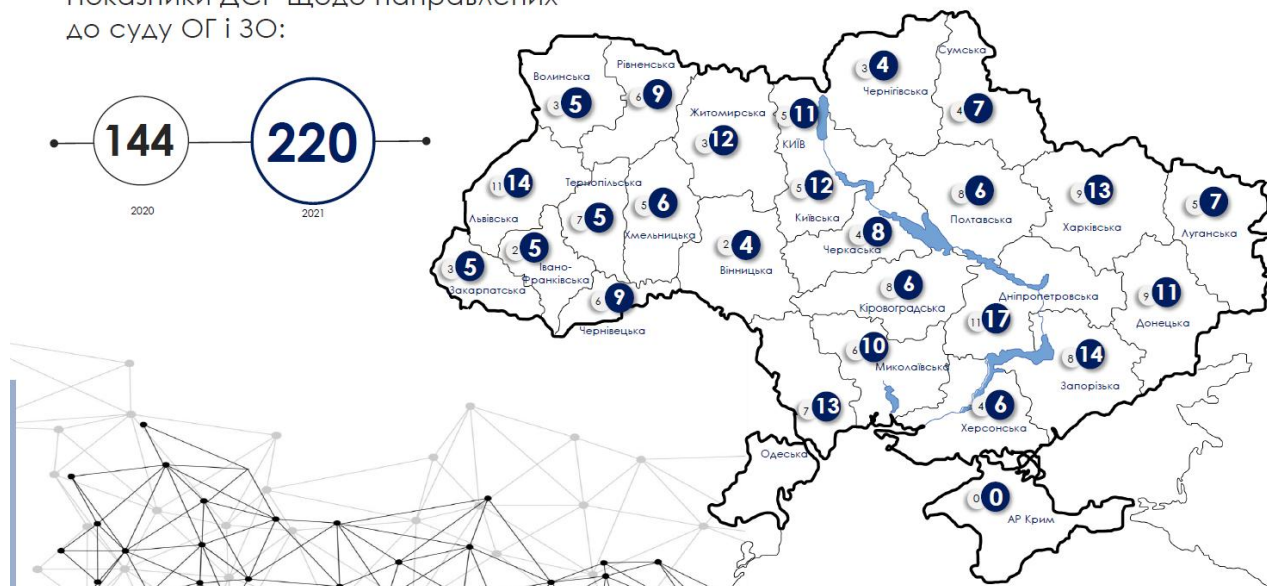 Показники ДСР щодо направлених
до суду ОГ і ЗО:
144
220
2020
2021
Волинська
3 5
Рівненська
6 9
Житомирська
3 12
5 11
КИЇВ
3 4
Чернігівська
Сумська
4 7
11 14
Львівська
Тернопільська
7 5
5 6
Хмельницька
2 4
Вінницька
5 12
Київська
4 8
Черкаська
8 6
Полтавська
9 13
Харківська
5 7
Луганська
3 5
Закарпатська
2 5
Івано-
Франківська
6 9
Чернівецька
8 6
Кіровоградська
Дніпропетровська
11 17
9 11
Донецька
6 10
Миколаївська
8 14
Запорізька
7 13
Одеська
4 6
Херсонська
0 0
АР Крим